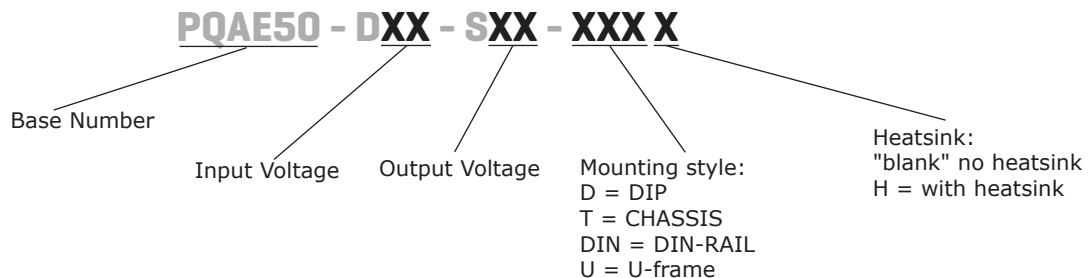 PQAE50 - DXX - SXX - XXX X
Base Number
Input Voltage
Output Voltage
Mounting style:
D = DIP
T = CHASSIS
DIN = DIN-RAIL
U = U-frame
Heatsink:
"blank" no heatsink
H = with heatsink